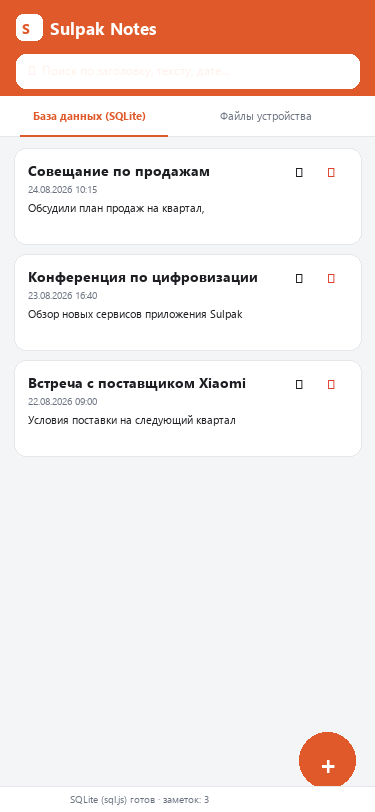 S Sulpak Notes
Поиск по заголовку, тексту, дате...
База данных (SQLite) Файлы устройства
Совещание по продажам
24.08.2026 10:15
Обсудили план продаж на квартал,
Конференция по цифровизации
23.08.2026 16:40
Обзор новых сервисов приложения Sulpak
Встреча с поставщиком Xiaomi
22.08.2026 09:00
Условия поставки на следующий квартал
+
SQLite (sql.js) готов · заметок: 3